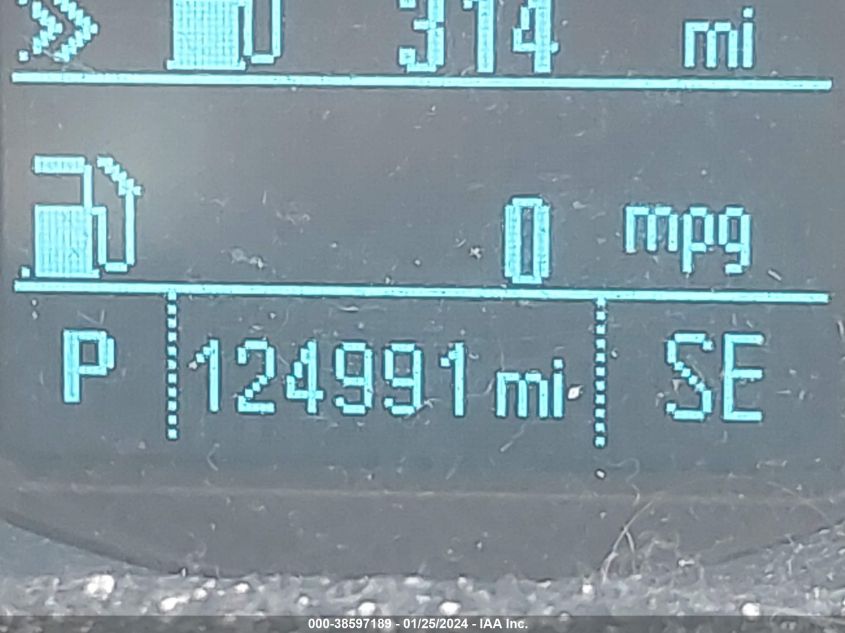 314 mi
0 mpg
P 124991 mi SE
000-38597189 - 01/25/2024 - IAA Inc.